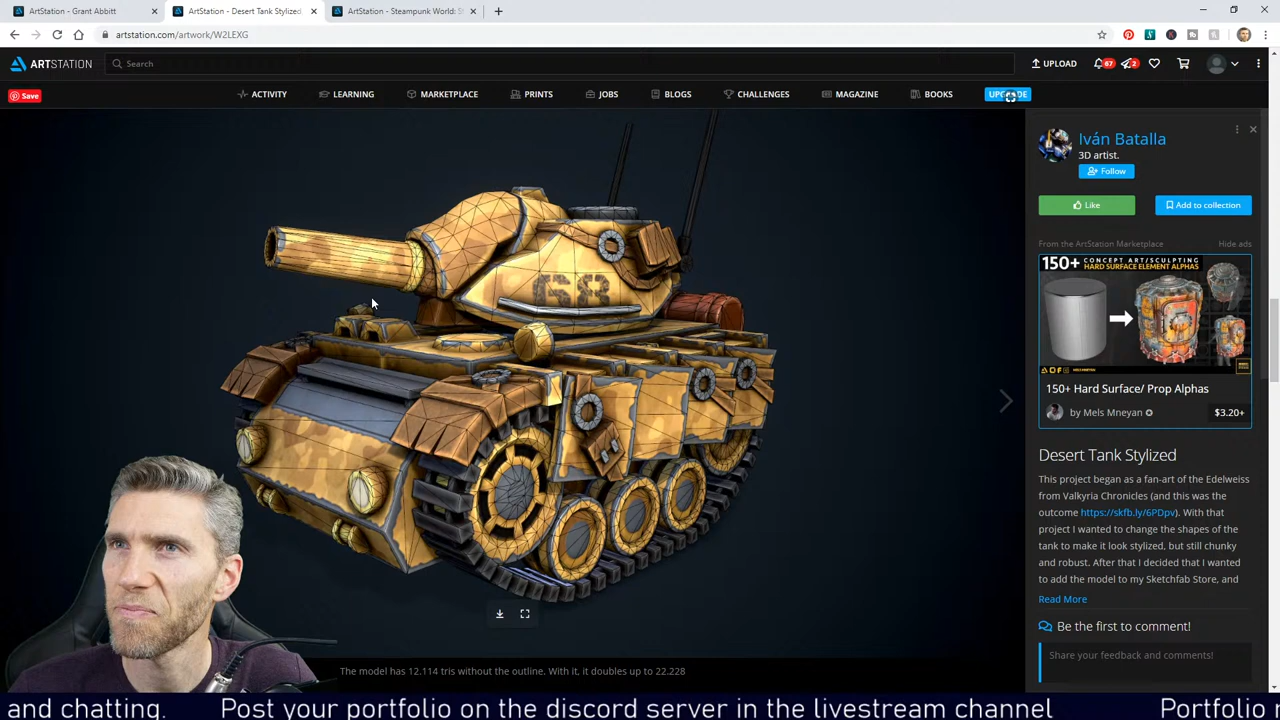 ArtStation - Grant Abbitt
ArtStation - Desert Tank Stylized
ArtStation - Steampunk World: S
artstation.com/artwork/W2LEXG
ARTSTATION
Search
UPLOAD
67
2
Save
ACTIVITY
LEARNING
MARKETPLACE
PRINTS
JOBS
BLOGS
CHALLENGES
MAGAZINE
BOOKS
UPGRADE
Iván Batalla
3D artist.
Follow
Like
Add to collection
From the ArtStation Marketplace
Hide ads
150+ CONCEPT ART/SCULPTING
HARD SURFACE ELEMENT ALPHAS
150+ Hard Surface/ Prop Alphas
by Mels Mneyan
$3.20+
68
Desert Tank Stylized
This project began as a fan-art of the Edelweiss
from Valkyria Chronicles (and this was the
outcome https://skfb.ly/6PDpv). With that
project I wanted to change the shapes of the
tank to make it look stylized, but still chunky
and robust. After that I decided that I wanted
to add the model to my Sketchfab Store, and
Read More
Be the first to comment!
Share your feedback and comments!
The model has 12.114 tris without the outline. With it, it doubles up to 22.228
and chatting. Post your portfolio on the discord server in the livestream channel Portfolio